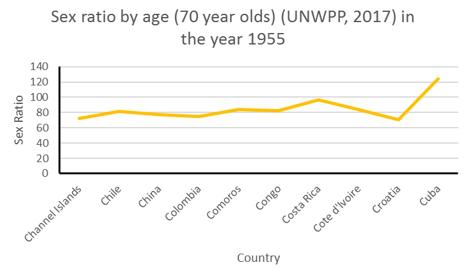 Sex ratio by age (70 year olds) (UNWPP, 2017) in
the year 1955
140
120
100
80
60
40
20
0
Sex Ratio
Channel Islands
Chile
China
Colombia
Comoros
Congo
Costa Rica
Cote d'Ivoire
Croatia
Cuba
Country